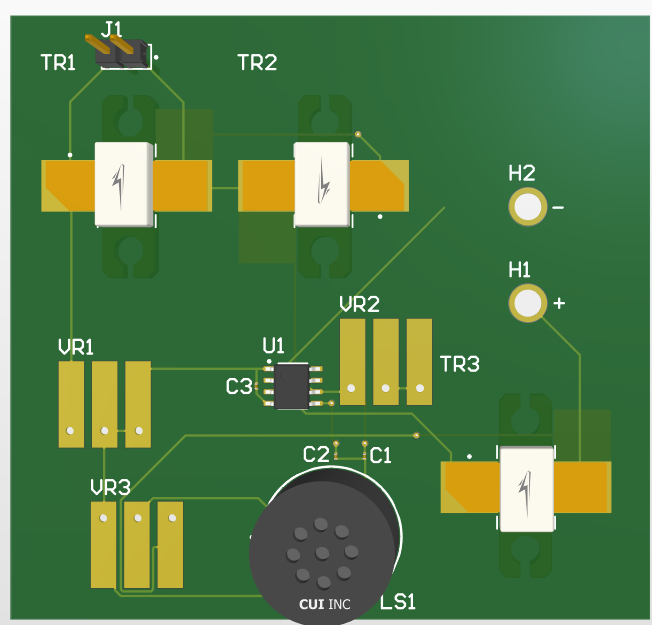 J1
TR1
TR2
H2
-
H1
+
VR2
VR1
U1
TR3
C3
C2
C1
VR3
CUI INC
LS1